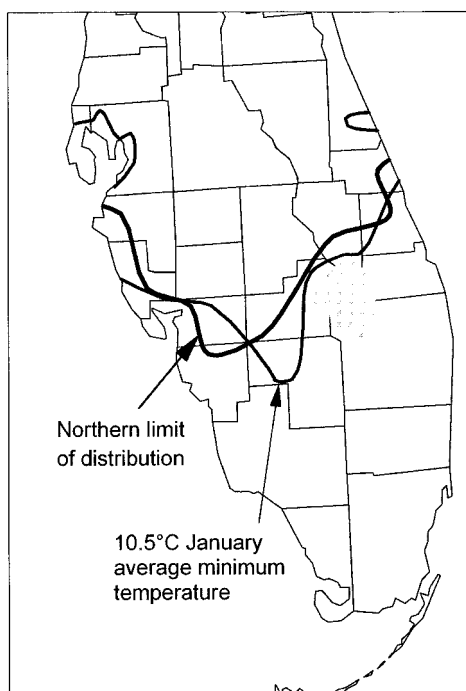 Northern limit
of distribution
10.5°C January
average minimum
temperature